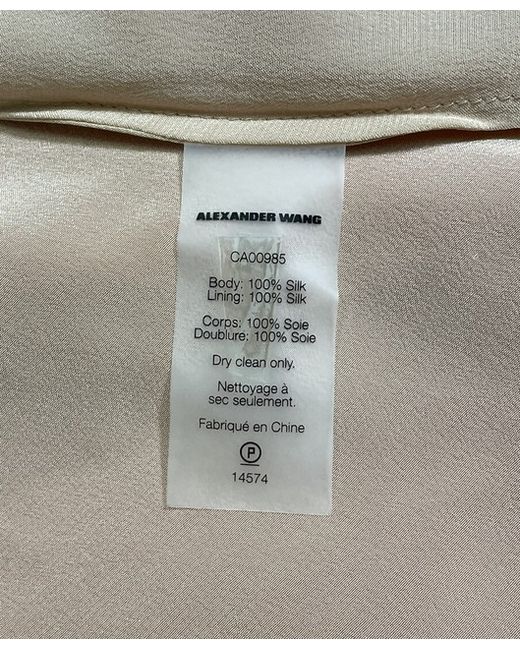 ALEXANDER WANG
CA00985
Body: 100% Silk
Lining: 100% Silk
Corps: 100% Soie
Doublure: 100% Soie
Dry clean only.
Nettoyage à
sec seulement.
Fabriqué en Chine
P
14574